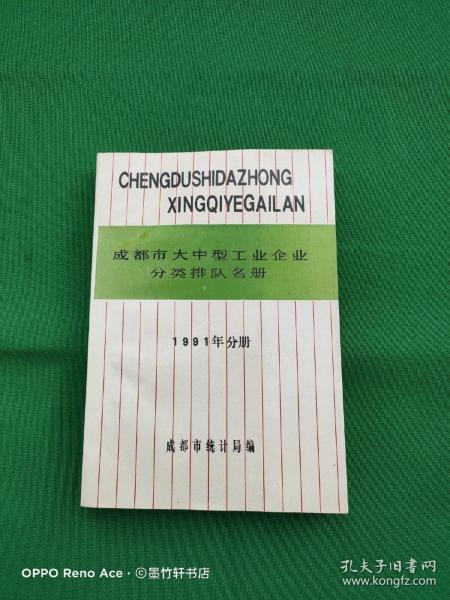 CHENGDUSHIDAZHONG
XINGQIYEGAILAN
成都市大中型工业企业
分类排队名册
1991年分册
成都市统计局编
OPPO Reno Ace · ©墨竹轩书店
孔夫子旧书网
www.kongfz.com